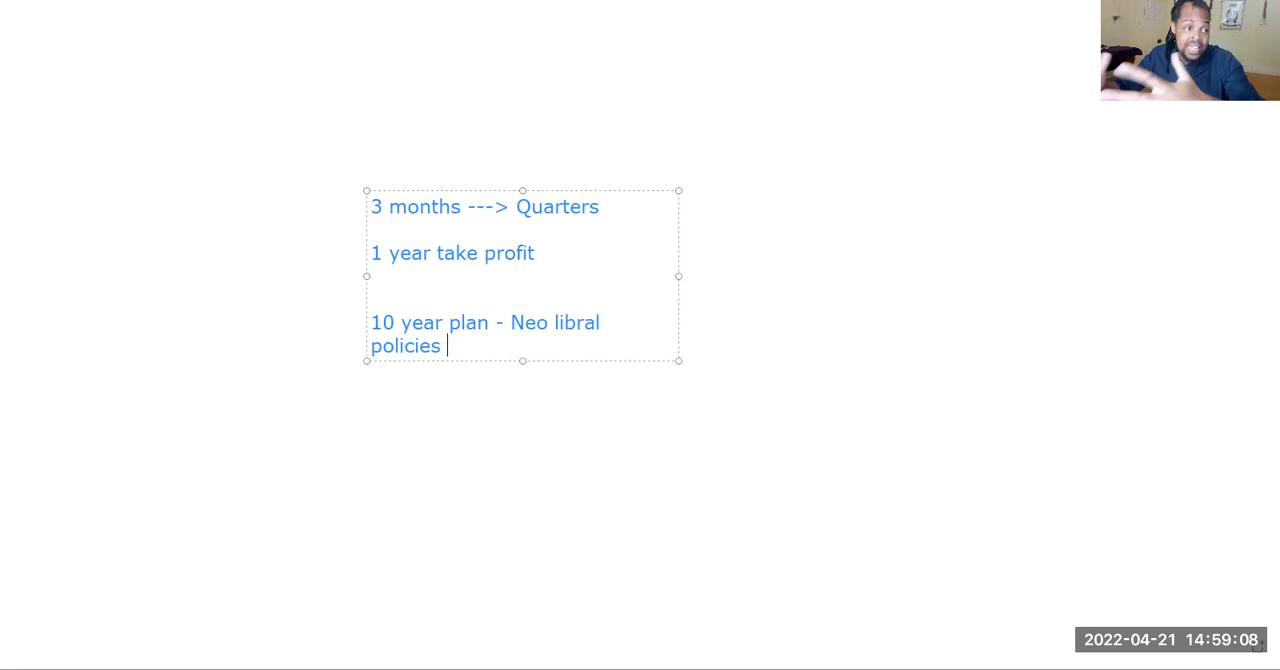 3 months ---> Quarters
1 year take profit
10 year plan - Neo libral
policies
2022-04-21 14:59:08